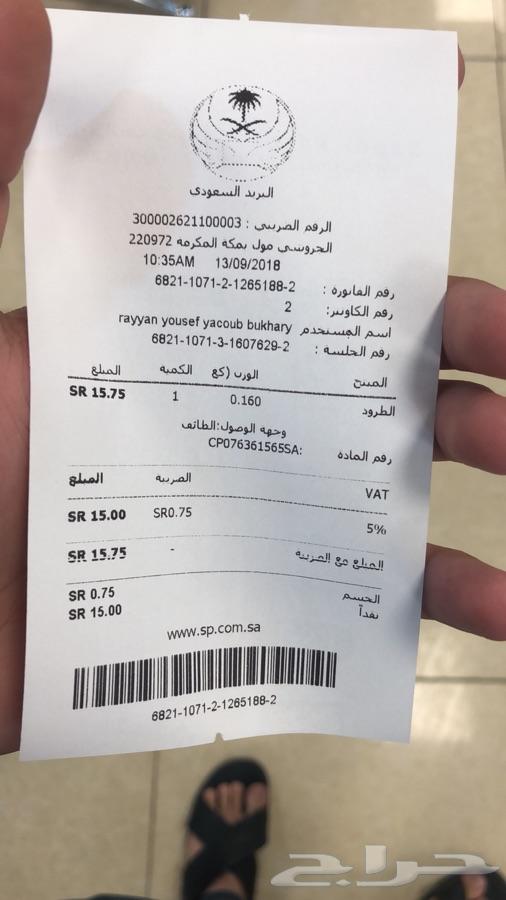 البريد السعودي
الرقم الضريبي : 300002621100003
الحروسي مول بمكة المكرمه 220972
10:35AM 13/09/2018
رقم الفاتورة : 6821-1071-2-1265188-2
رقم الكاونتر: 2
اسم المستخدم rayyan yousef yacoub bukhary
رقم الجلسة : 6821-1071-3-1607629-2
المنتج الوزن (كغ الكمية المبلغ
الطرود 0.160 1 SR 15.75
وجهة الوصول:الطائف
رقم المادة CP076361565SA:
VAT الضريبة المبلغ
5% SR0.75 SR 15.00
المبلغ مع الضريبة - SR 15.75
الحسم SR 0.75
نقداً SR 15.00
www.sp.com.sa
6821-1071-2-1265188-2
حراج